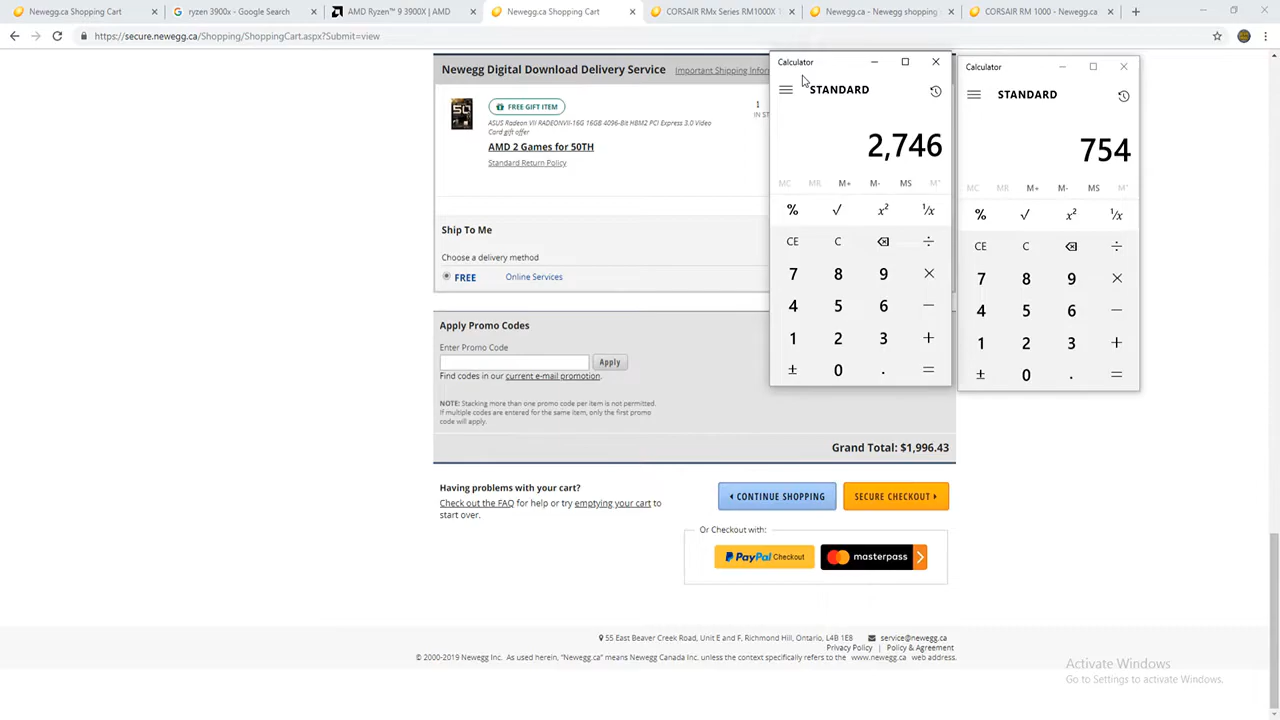 Newegg.ca Shopping Cart
ryzen 3900x - Google Search
AMD Ryzen™ 9 3900X | AMD
Newegg.ca Shopping Cart
CORSAIR RMx Series RM1000X 1
Newegg.ca - Newegg shopping
CORSAIR RM 1000 - Newegg.ca
https://secure.newegg.ca/Shopping/ShoppingCart.aspx?Submit=view
Newegg Digital Download Delivery Service Important Shipping Infor
FREE GIFT ITEM
ASUS Radeon VII RADEONVII-16G 16GB 4096-Bit HBM2 PCI Express 3.0 Video
Card gift offer
AMD 2 Games for 50TH
Standard Return Policy
1
IN ST
Ship To Me
Choose a delivery method
FREE Online Services
Apply Promo Codes
Enter Promo Code
Apply
Find codes in our current e-mail promotion.
NOTE: Stacking more than one promo code per item is not permitted.
If multiple codes are entered for the same item, only the first promo
code will apply.
Grand Total: $1,996.43
Having problems with your cart?
Check out the FAQ for help or try emptying your cart to
start over.
CONTINUE SHOPPING
SECURE CHECKOUT
Or Checkout with:
PayPal Checkout
masterpass
Calculator
STANDARD
2,746
MC MR M+ M- MS M˅
% √ x² ¹/x
CE C ÷
7 8 9 ×
4 5 6 −
1 2 3 +
± 0 . =
Calculator
STANDARD
754
MC MR M+ M- MS M˅
% √ x² ¹/x
CE C ÷
7 8 9 ×
4 5 6 −
1 2 3 +
± 0 . =
55 East Beaver Creek Road, Unit E and F, Richmond Hill, Ontario, L4B 1E8 service@newegg.ca
Privacy Policy | Policy & Agreement
© 2000-2019 Newegg Inc. As used herein, "Newegg.ca" means Newegg Canada Inc. unless the context specifically refers to the www.newegg.ca web address.
Activate Windows
Go to Settings to activate Windows.